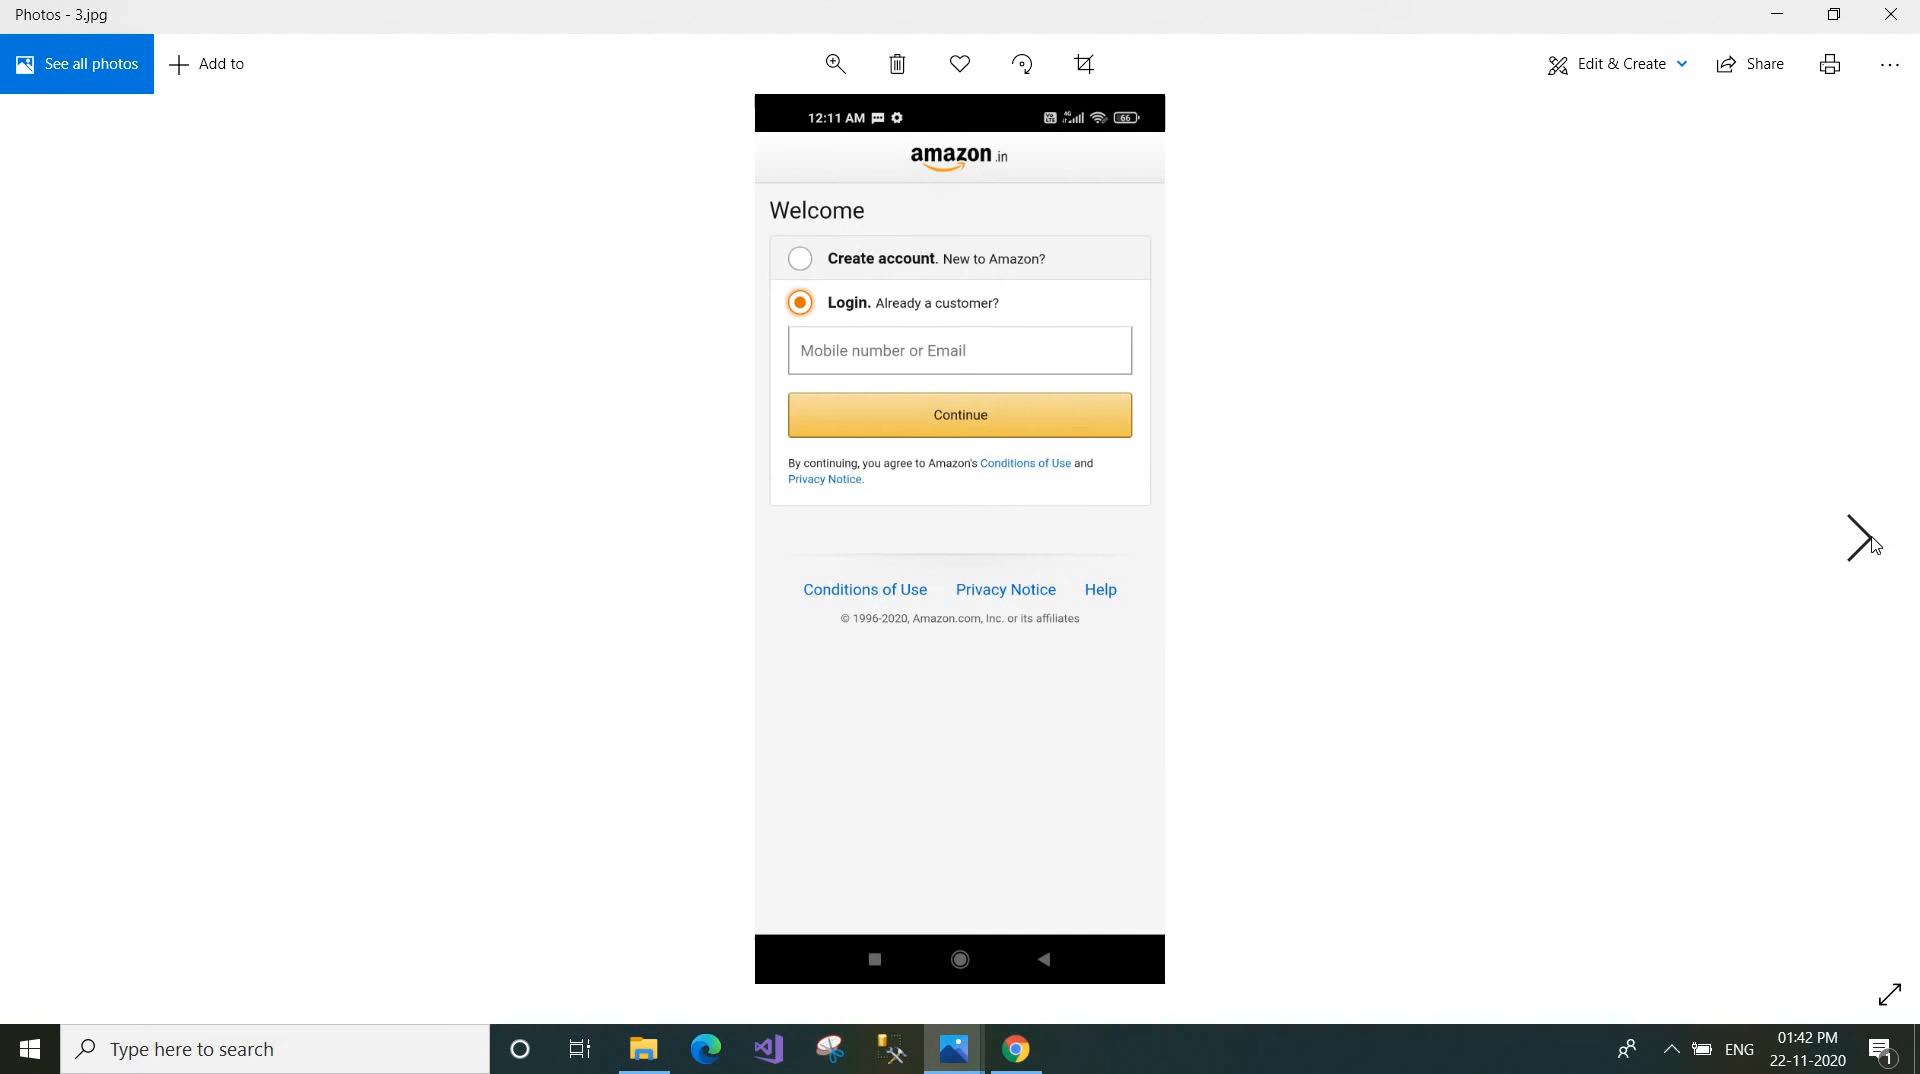 Photos - 3.jpg
See all photos
Add to
Edit & Create
Share
12:11 AM
4G
66
amazon.in
Welcome
Create account. New to Amazon?
Login. Already a customer?
Mobile number or Email
Continue
By continuing, you agree to Amazon's Conditions of Use and
Privacy Notice.
Conditions of Use Privacy Notice Help
© 1996-2020, Amazon.com, Inc. or its affiliates
Type here to search
ENG
01:42 PM
22-11-2020
1